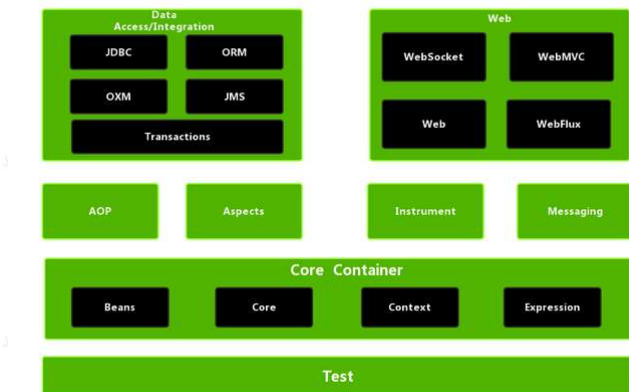 Data
Access/Integration
JDBC
ORM
OXM
JMS
Transactions
Web
WebSocket
WebMVC
Web
WebFlux
AOP
Aspects
Instrument
Messaging
Core Container
Beans
Core
Context
Expression
Test